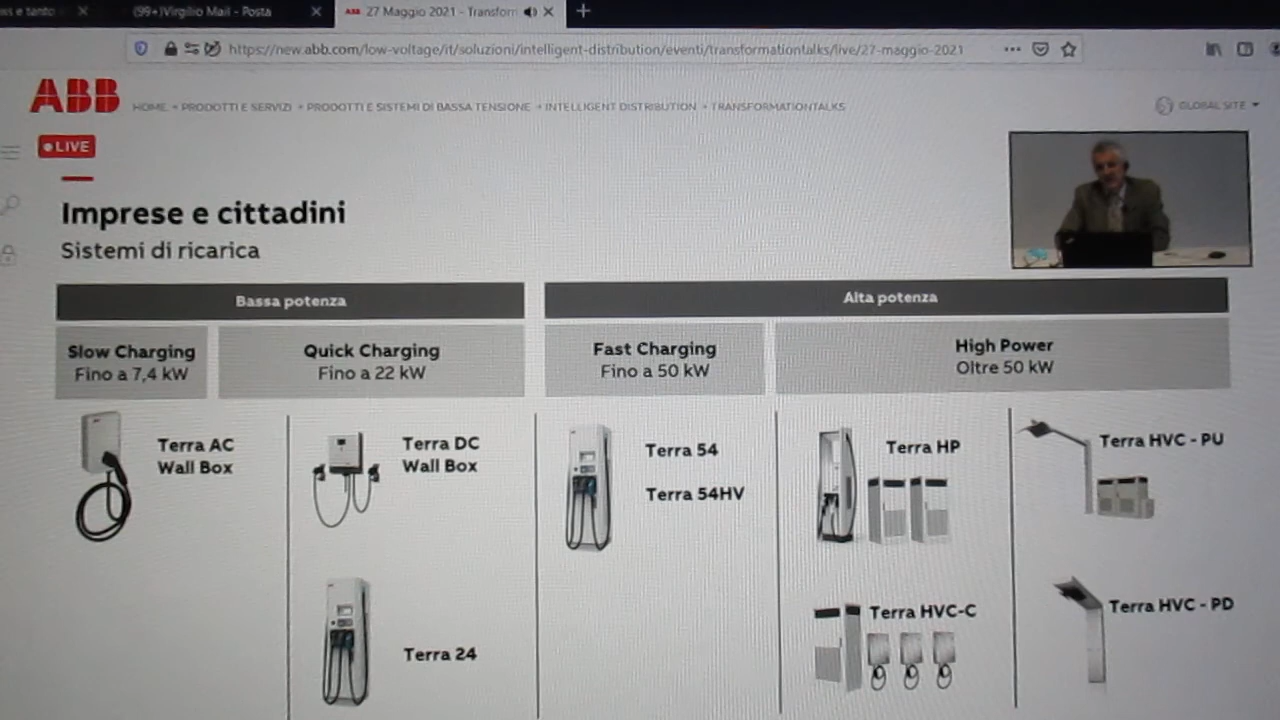 ws e tanto
(99+) Virgilio Mail - Posta
ABB 27 Maggio 2021 - Transform
https://new.abb.com/low-voltage/it/soluzioni/intelligent-distribution/eventi/transformationtalks/live/27-maggio-2021
ABB
HOME + PRODOTTI E SERVIZI + PRODOTTI E SISTEMI DI BASSA TENSIONE + INTELLIGENT DISTRIBUTION + TRANSFORMATIONTALKS
GLOBAL SITE
LIVE
Imprese e cittadini
Sistemi di ricarica
Bassa potenza
Alta potenza
Slow Charging
Fino a 7,4 kW
Quick Charging
Fino a 22 kW
Fast Charging
Fino a 50 kW
High Power
Oltre 50 kW
Terra AC
Wall Box
Terra DC
Wall Box
Terra 24
Terra 54
Terra 54HV
Terra HP
Terra HVC-C
Terra HVC - PU
Terra HVC - PD